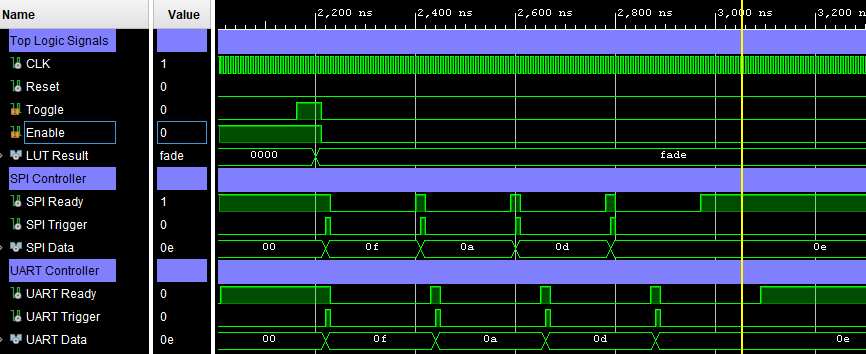 Name Value 2,200 ns 2,400 ns 2,600 ns 2,800 ns 3,000 ns 3,200 ns
Top Logic Signals
CLK 1
Reset 0
Toggle 0
Enable 0
LUT Result fade 0000 fade
SPI Controller
SPI Ready 1
SPI Trigger 0
SPI Data 0e 00 0f 0a 0d 0e
UART Controller
UART Ready 0
UART Trigger 0
UART Data 0e 00 0f 0a 0d 0e